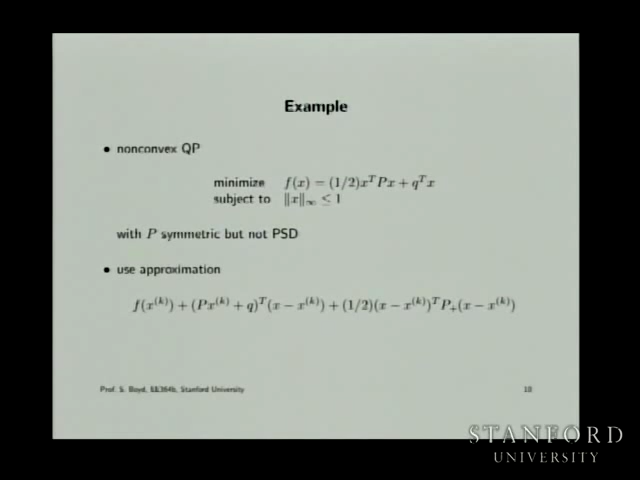 Example
• nonconvex QP
minimize f(x) = (1/2)x^T Px + q^T x
subject to ‖x‖_∞ ≤ 1
with P symmetric but not PSD
• use approximation
f(x^(k)) + (Px^(k) + q)^T (x − x^(k)) + (1/2)(x − x^(k))^T P_+(x − x^(k))
Prof. S. Boyd, EE364b, Stanford University 10
STANFORD
UNIVERSITY